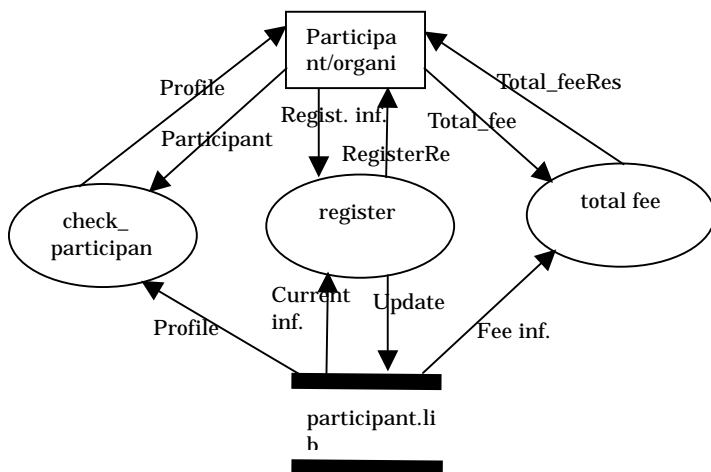 Participa
nt/organi
Profile
Total_feeRes
Regist. inf.
Total_fee
Participant
RegisterRe
check_
participan
register
total fee
Current
inf.
Update
Profile
Fee inf.
participant.li
b